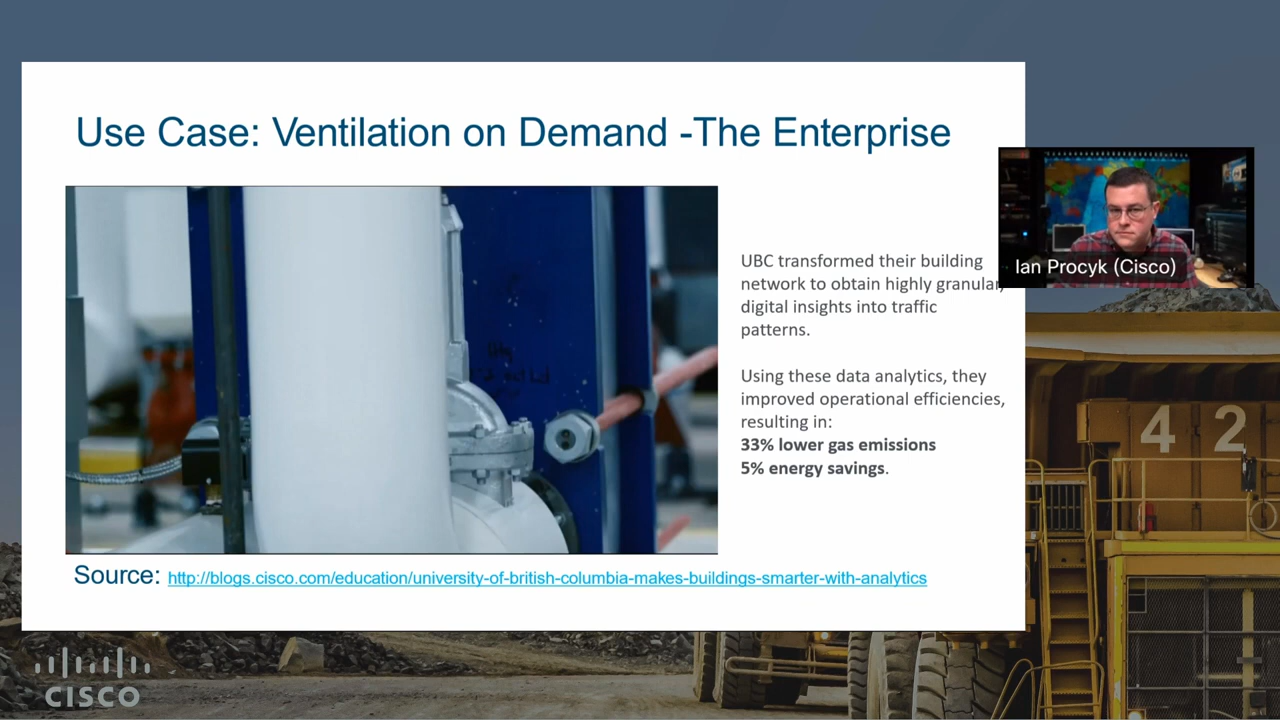 Use Case: Ventilation on Demand -The Enterprise
UBC transformed their building
network to obtain highly granular,
digital insights into traffic
patterns.
Using these data analytics, they
improved operational efficiencies,
resulting in:
33% lower gas emissions
5% energy savings.
Ian Procyk (Cisco)
42
Source: http://blogs.cisco.com/education/university-of-british-columbia-makes-buildings-smarter-with-analytics
CISCO